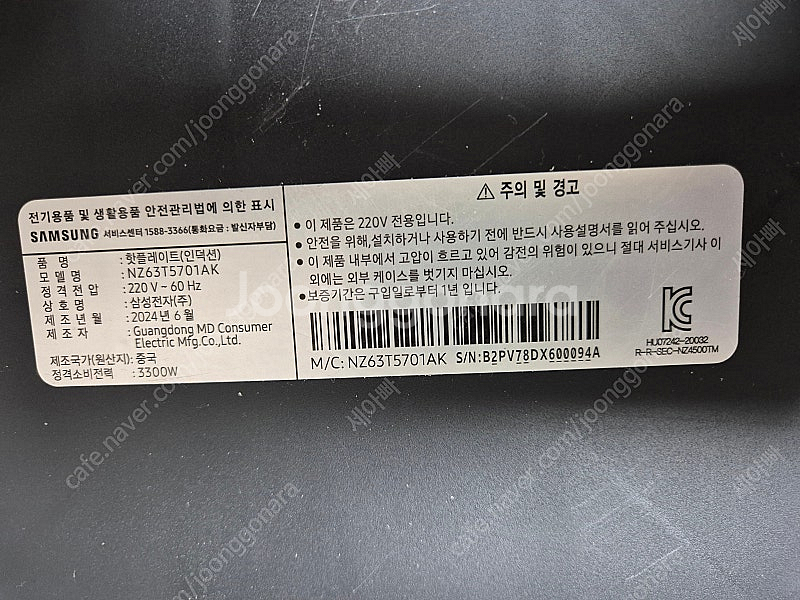 전기용품 및 생활용품 안전관리법에 의한 표시
SAMSUNG 서비스센터 1588-3366(통화요금 : 발신자부담)
품 명 : 핫플레이트(인덕션)
모 델 명 : NZ63T5701AK
정 격 전 압 : 220 V ~ 60 Hz
상 호 명 : 삼성전자(주)
제 조 년 월 : 2024년 6월
제 조 자 : Guangdong MD Consumer
Electric Mfg.Co.,Ltd.
제조국가(원산지): 중국
정격소비전력 : 3300W
⚠ 주의 및 경고
● 이 제품은 220V 전용입니다.
● 안전을 위해,설치하거나 사용하기 전에 반드시 사용설명서를 읽어 주십시오.
● 이 제품 내부에서 고압이 흐르고 있어 감전의 위험이 있으니 절대 서비스기사 이
외에는 외부 케이스를 벗기지 마십시오.
●보증기간은 구입일로부터 1년 입니다.
M/C: NZ63T5701AK S/N:B2PV78DX600094A
HU07242-20032
R-R-SEC-NZ4500TM
Joonggonara
cafe.naver.com/joonggonara
세아빠